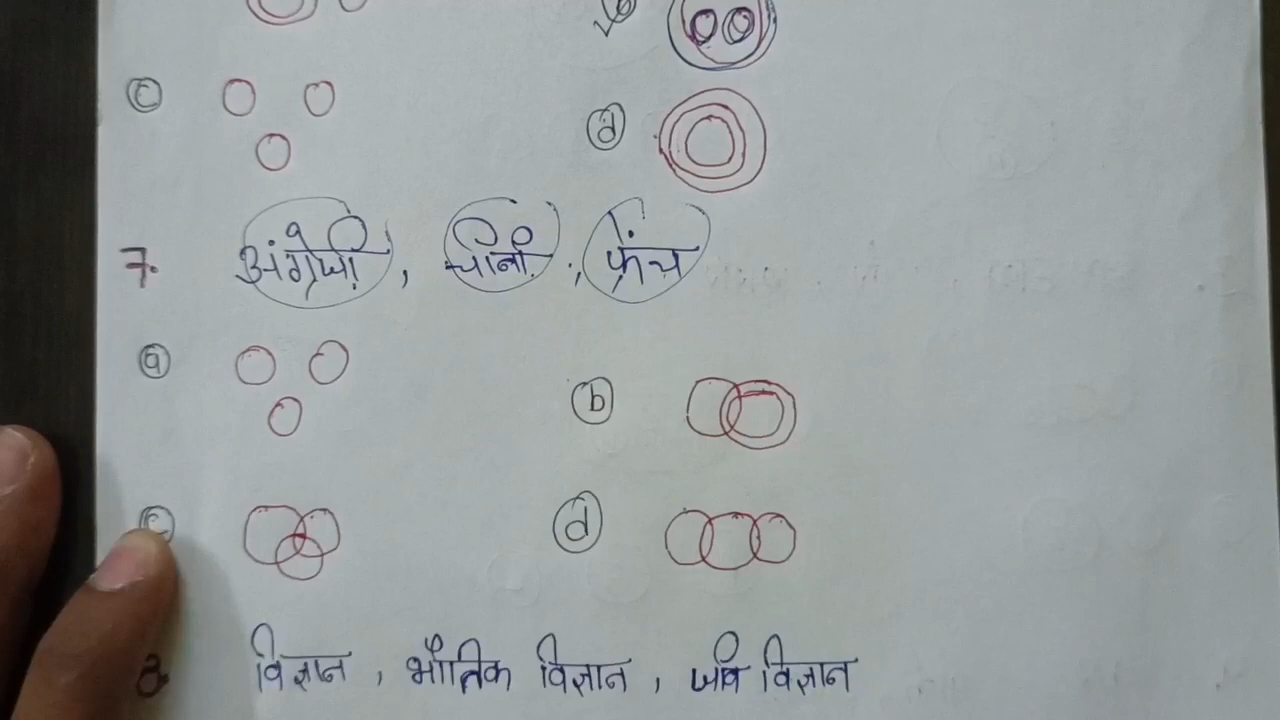 ⓒ ⓓ
7. अंग्रेजी, चीनी, फ्रेंच
ⓐ ⓑ
ⓒ ⓓ
8. विज्ञान, भौतिक विज्ञान, जीव विज्ञान